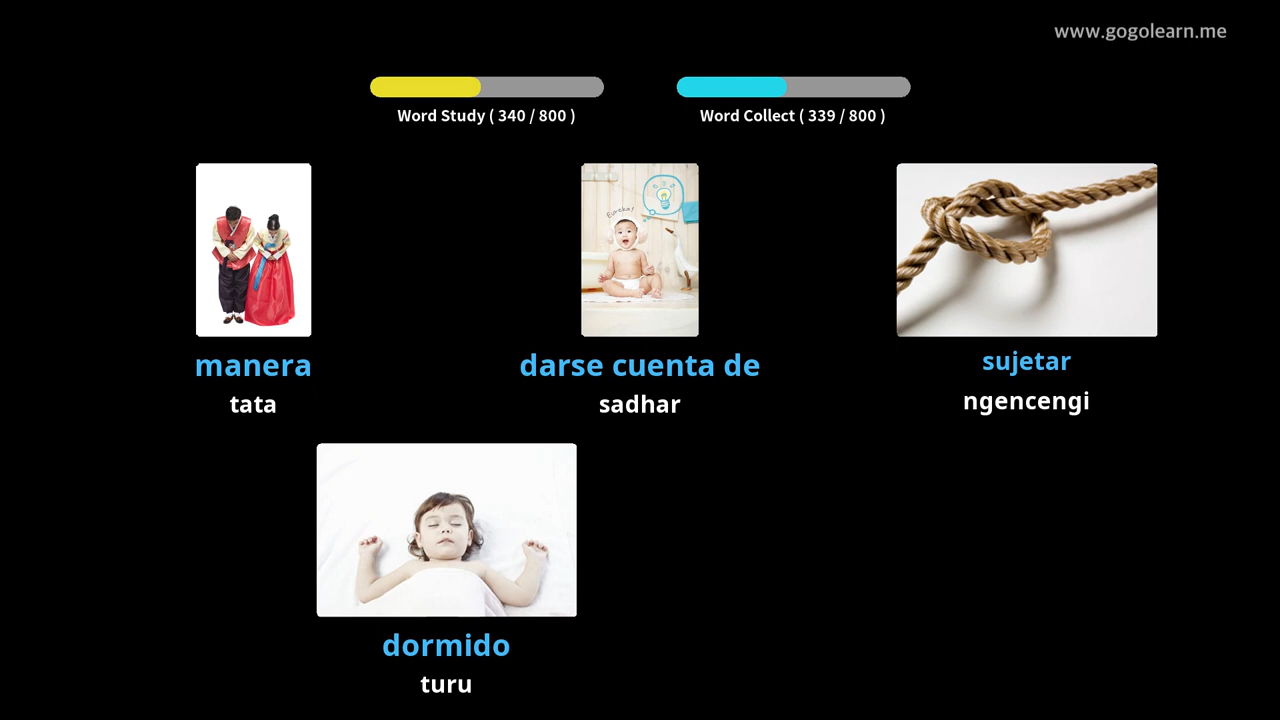 www.gogolearn.me
Word Study ( 340 / 800 )
Word Collect ( 339 / 800 )
Eureka!
manera
tata
darse cuenta de
sadhar
sujetar
ngencengi
dormido
turu